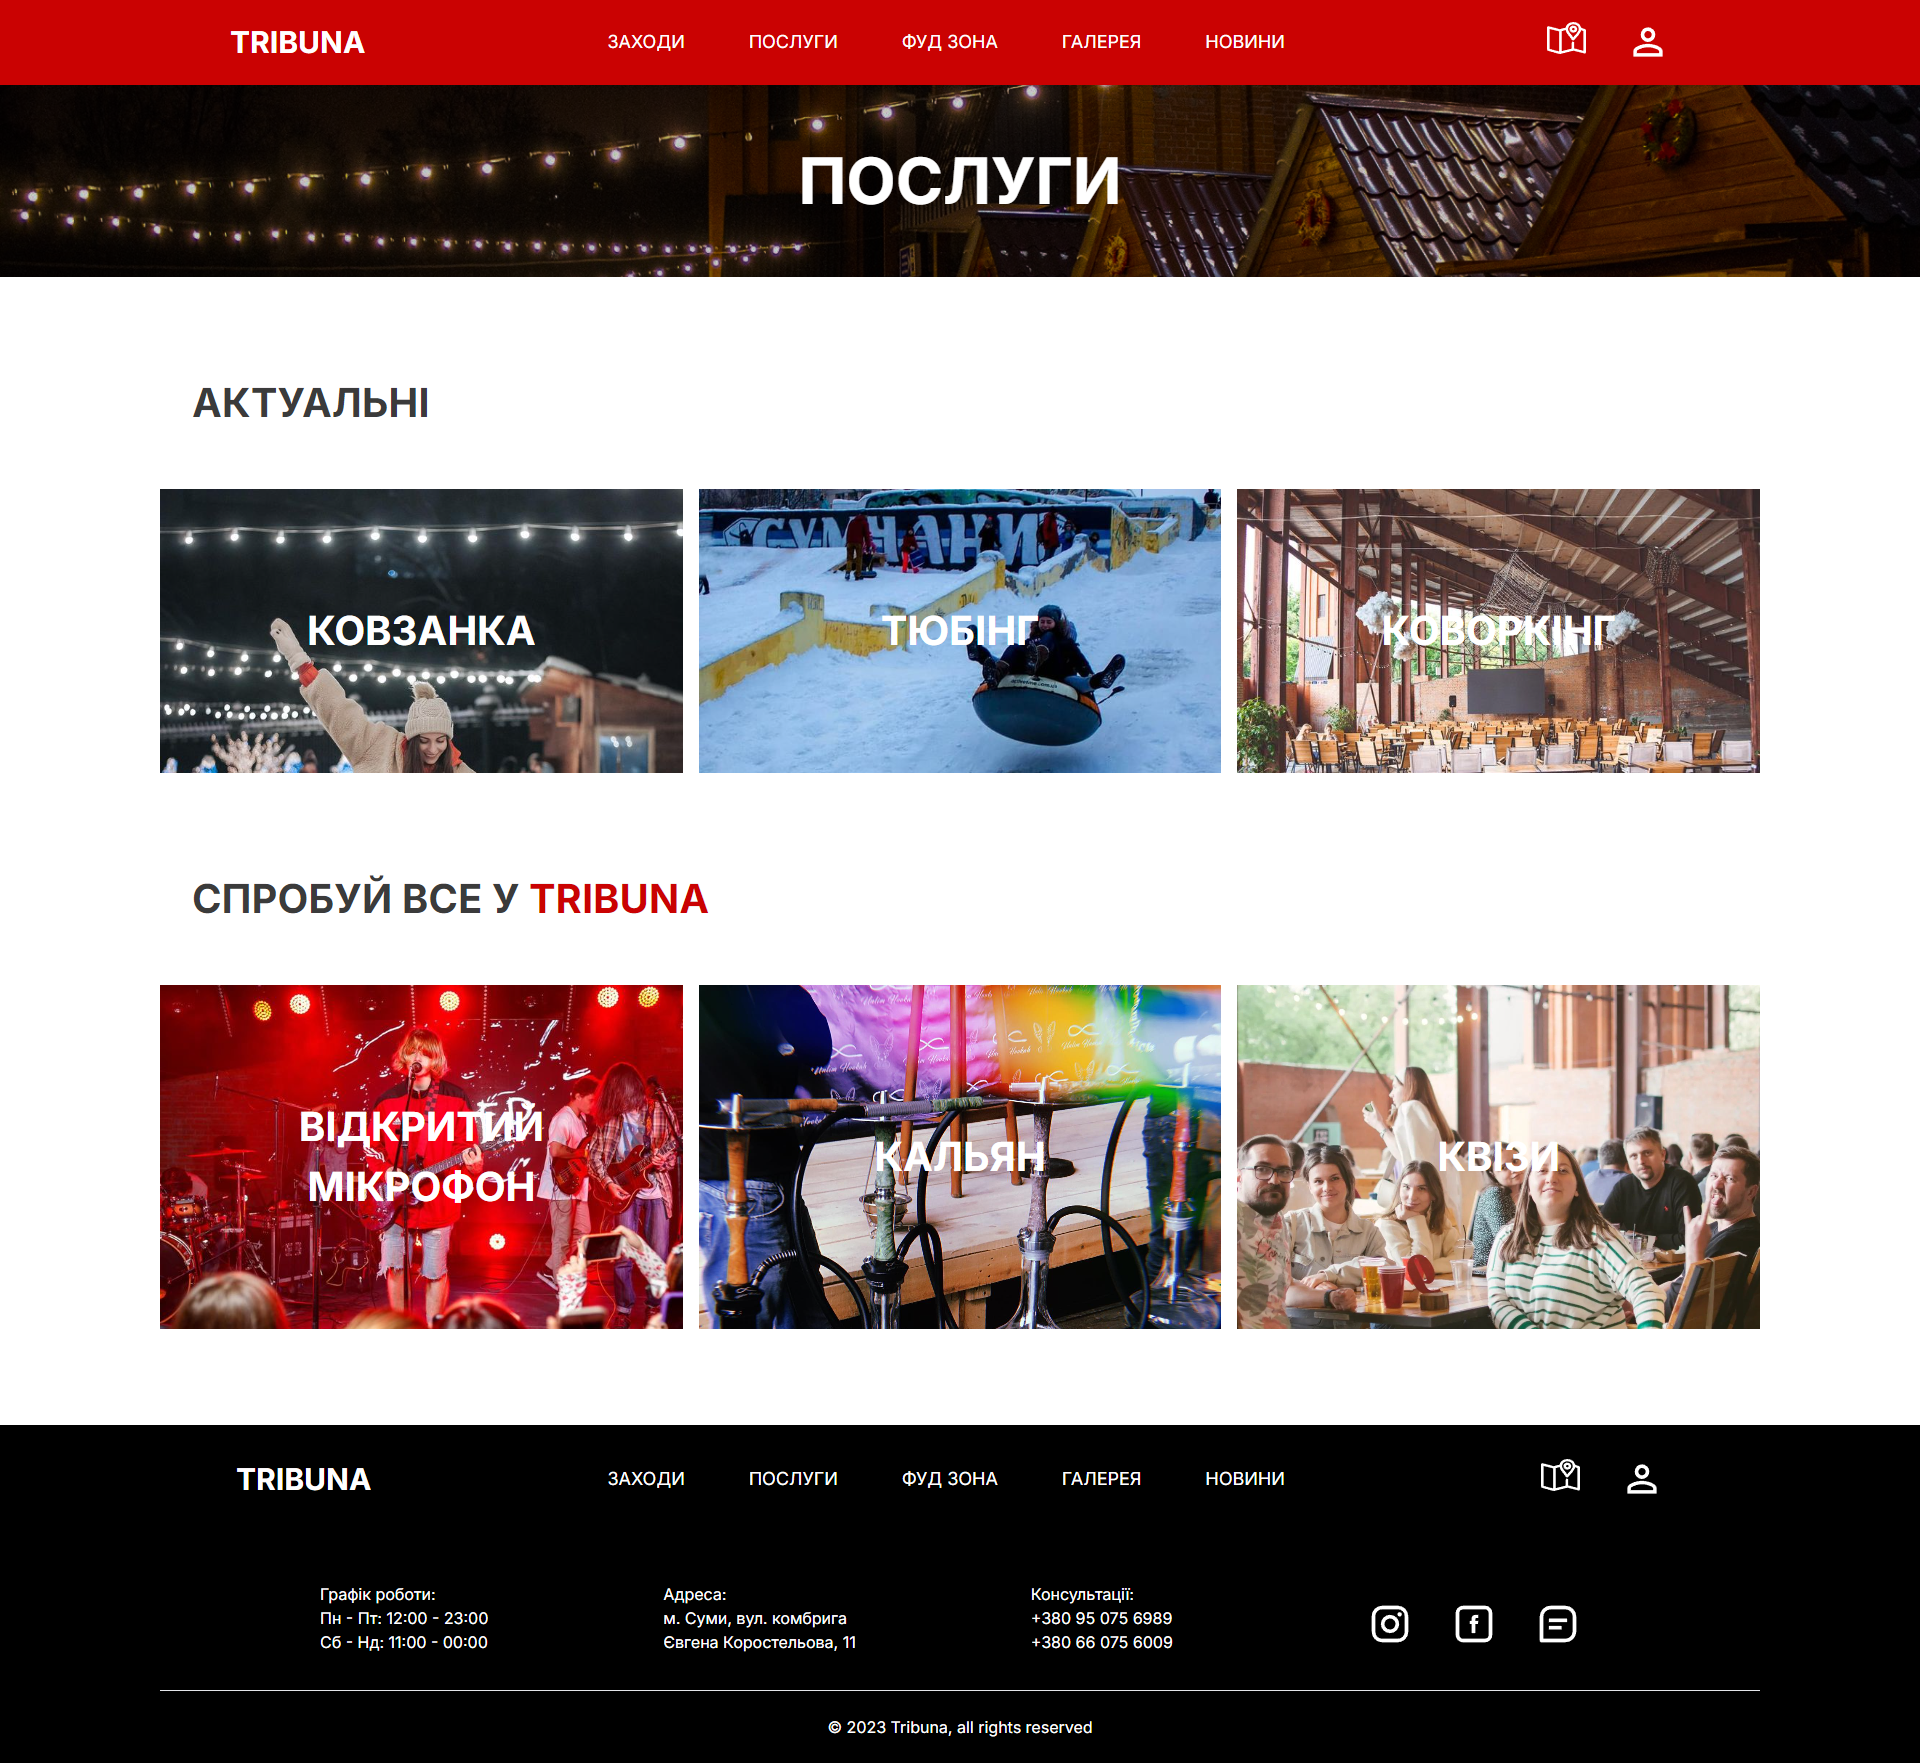 TRIBUNA
ЗАХОДИ
ПОСЛУГИ
ФУД ЗОНА
ГАЛЕРЕЯ
НОВИНИ
ПОСЛУГИ
АКТУАЛЬНІ
СУМЧАНИ
КОВЗАНКА
ТЮБІНГ
КОВОРКІНГ
СПРОБУЙ ВСЕ У TRIBUNA
ВІДКРИТИЙ
МІКРОФОН
КАЛЬЯН
КВІЗИ
TRIBUNA
ЗАХОДИ
ПОСЛУГИ
ФУД ЗОНА
ГАЛЕРЕЯ
НОВИНИ
Графік роботи:
Пн - Пт: 12:00 - 23:00
Сб - Нд: 11:00 - 00:00
Адреса:
м. Суми, вул. комбрига
Євгена Коростельова, 11
Консультації:
+380 95 075 6989
+380 66 075 6009
© 2023 Tribuna, all rights reserved